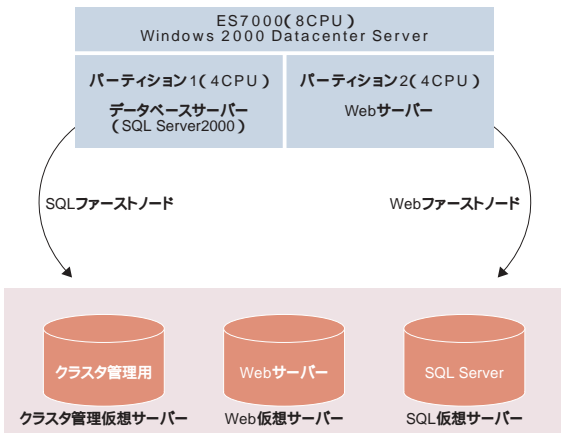 ES7000(8CPU)
Windows 2000 Datacenter Server
パーティション1(4CPU)
データベースサーバー
(SQL Server2000)
パーティション2(4CPU)
Webサーバー
SQLファーストノード
Webファーストノード
クラスタ管理用
Webサーバー
SQL Server
クラスタ管理仮想サーバー
Web仮想サーバー
SQL仮想サーバー